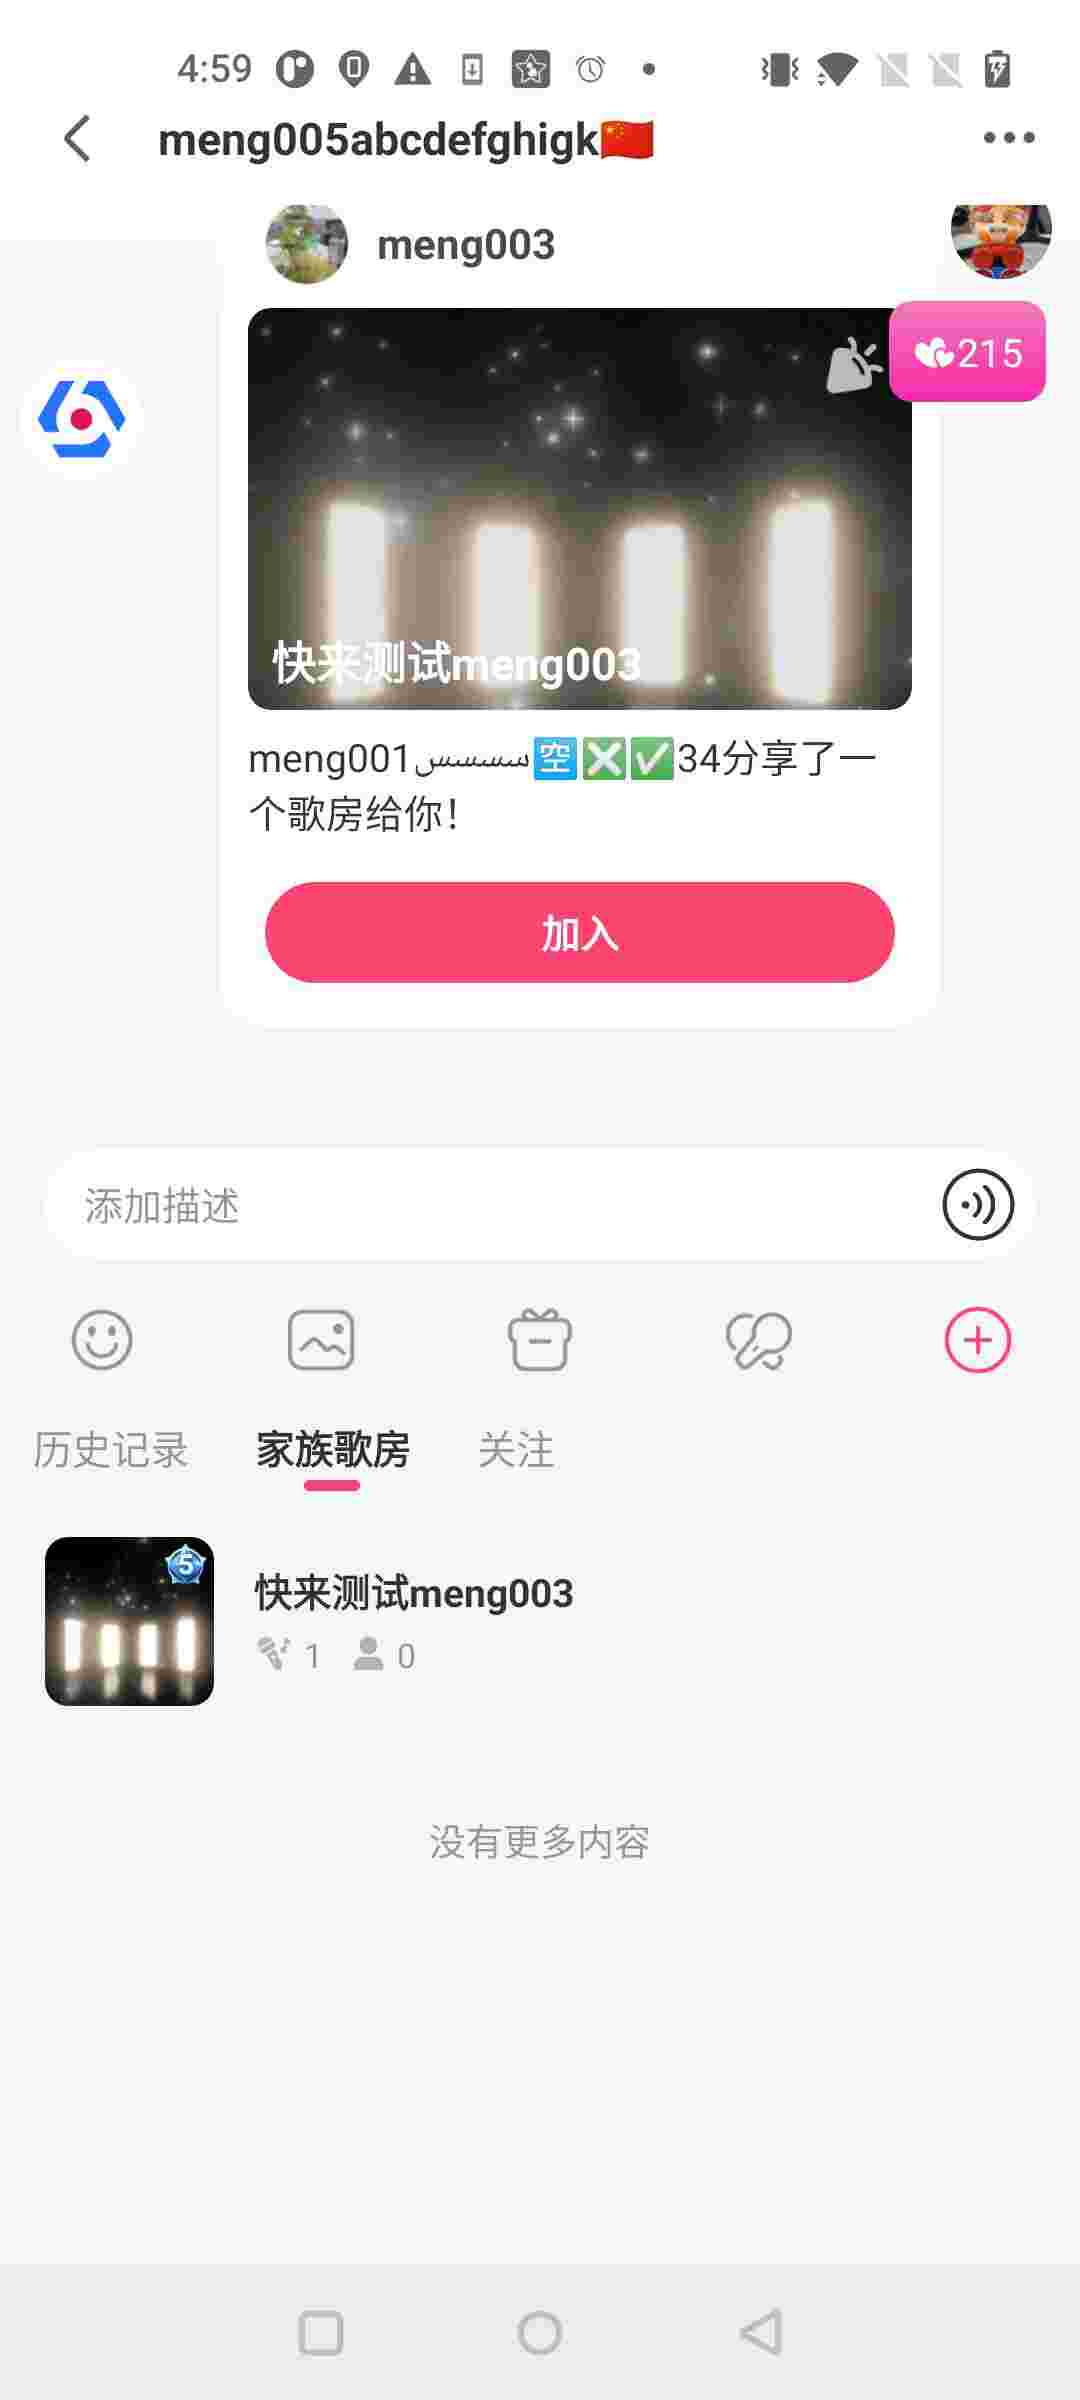 4:59
meng005abcdefghigk🇨🇳
meng003
215
快来测试meng003
meng001سسسس🈳❎✅34分享了一
个歌房给你！
加入
添加描述
历史记录 家族歌房 关注
5
快来测试meng003
1 0
没有更多内容